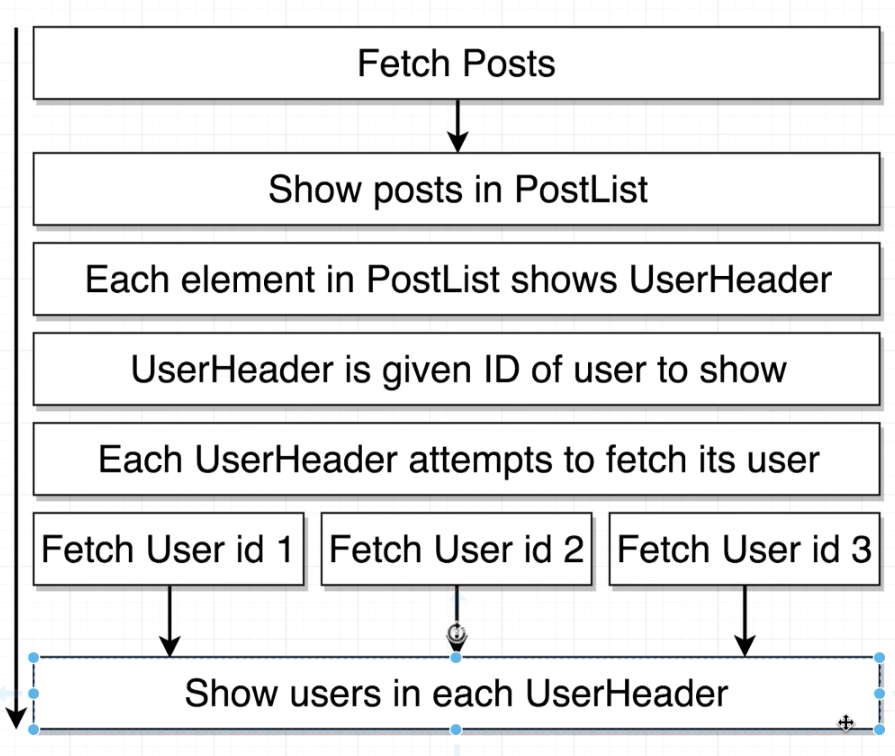 Fetch Posts
Show posts in PostList
Each element in PostList shows UserHeader
UserHeader is given ID of user to show
Each UserHeader attempts to fetch its user
Fetch User id 1
Fetch User id 2
Fetch User id 3
Show users in each UserHeader